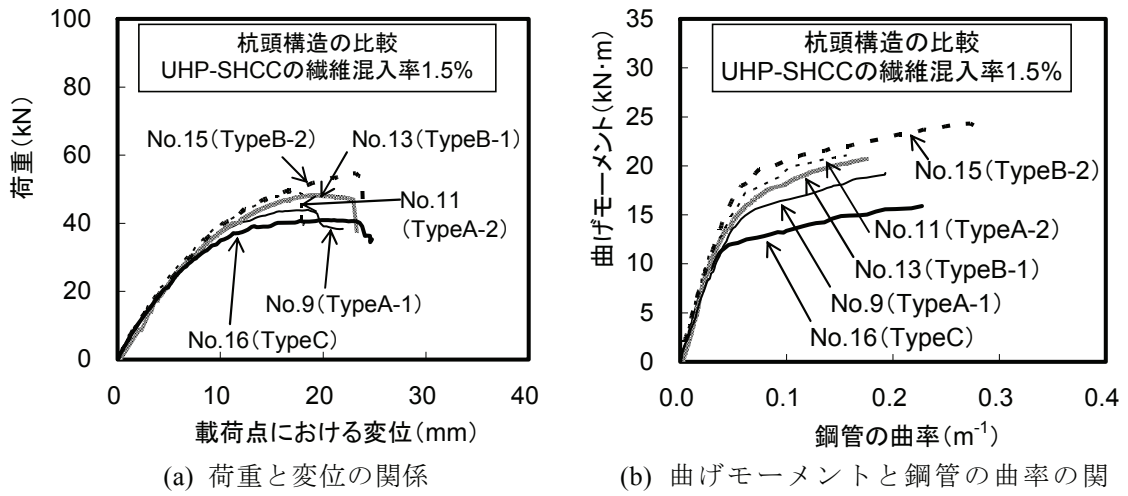 100
80
60
40
20
0
荷重(kN)
杭頭構造の比較
UHP-SHCCの繊維混入率1.5%
No.15(TypeB-2)
No.13(TypeB-1)
No.11
(TypeA-2)
No.9(TypeA-1)
No.16(TypeC)
0 10 20 30 40
載荷点における変位(mm)
(a) 荷重と変位の関係
35
30
25
20
15
10
5
0
曲げモーメント(kN·m)
杭頭構造の比較
UHP-SHCCの繊維混入率1.5%
No.15(TypeB-2)
No.11(TypeA-2)
No.13(TypeB-1)
No.9(TypeA-1)
No.16(TypeC)
0.0 0.1 0.2 0.3 0.4
鋼管の曲率(m⁻¹)
(b) 曲げモーメントと鋼管の曲率の関